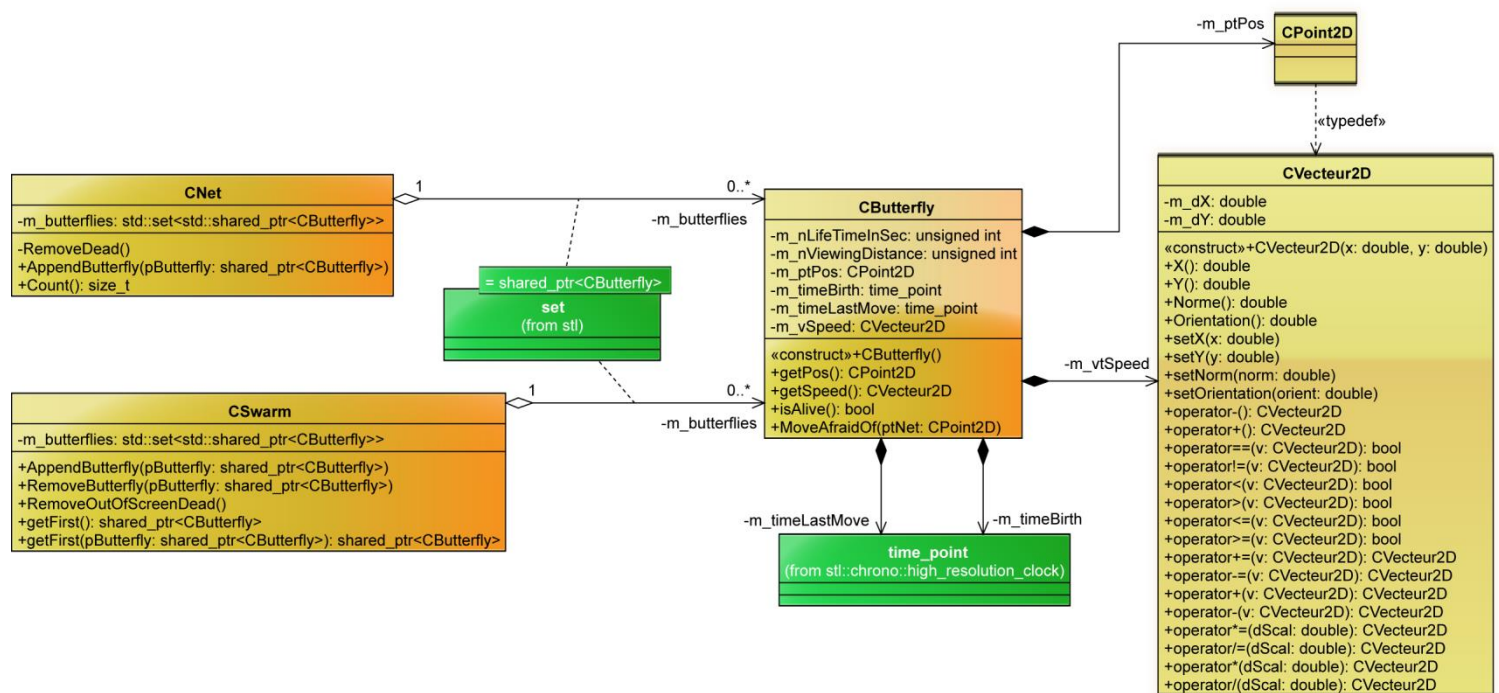 -m_ptPos
CPoint2D
«typedef»
CNet
-m_butterflies: std::set<std::shared_ptr<CButterfly>>
-RemoveDead()
+AppendButterfly(pButterfly: shared_ptr<CButterfly>)
+Count(): size_t
1
0..*
-m_butterflies
= shared_ptr<CButterfly>
set
(from stl)
CSwarm
-m_butterflies: std::set<std::shared_ptr<CButterfly>>
+AppendButterfly(pButterfly: shared_ptr<CButterfly>)
+RemoveButterfly(pButterfly: shared_ptr<CButterfly>)
+RemoveOutOfScreenDead()
+getFirst(): shared_ptr<CButterfly>
+getFirst(pButterfly: shared_ptr<CButterfly>): shared_ptr<CButterfly>
1
0..*
-m_butterflies
CButterfly
-m_nLifeTimeInSec: unsigned int
-m_nViewingDistance: unsigned int
-m_ptPos: CPoint2D
-m_timeBirth: time_point
-m_timeLastMove: time_point
-m_vSpeed: CVecteur2D
«construct»+CButterfly()
+getPos(): CPoint2D
+getSpeed(): CVecteur2D
+isAlive(): bool
+MoveAfraidOf(ptNet: CPoint2D)
-m_vtSpeed
-m_timeLastMove
-m_timeBirth
time_point
(from stl::chrono::high_resolution_clock)
CVecteur2D
-m_dX: double
-m_dY: double
«construct»+CVecteur2D(x: double, y: double)
+X(): double
+Y(): double
+Norme(): double
+Orientation(): double
+setX(x: double)
+setY(y: double)
+setNorm(norm: double)
+setOrientation(orient: double)
+operator-(): CVecteur2D
+operator+(): CVecteur2D
+operator==(v: CVecteur2D): bool
+operator!=(v: CVecteur2D): bool
+operator<(v: CVecteur2D): bool
+operator>(v: CVecteur2D): bool
+operator<=(v: CVecteur2D): bool
+operator>=(v: CVecteur2D): bool
+operator+=(v: CVecteur2D): CVecteur2D
+operator-=(v: CVecteur2D): CVecteur2D
+operator+(v: CVecteur2D): CVecteur2D
+operator-(v: CVecteur2D): CVecteur2D
+operator*=(dScal: double): CVecteur2D
+operator/=(dScal: double): CVecteur2D
+operator*(dScal: double): CVecteur2D
+operator/(dScal: double): CVecteur2D